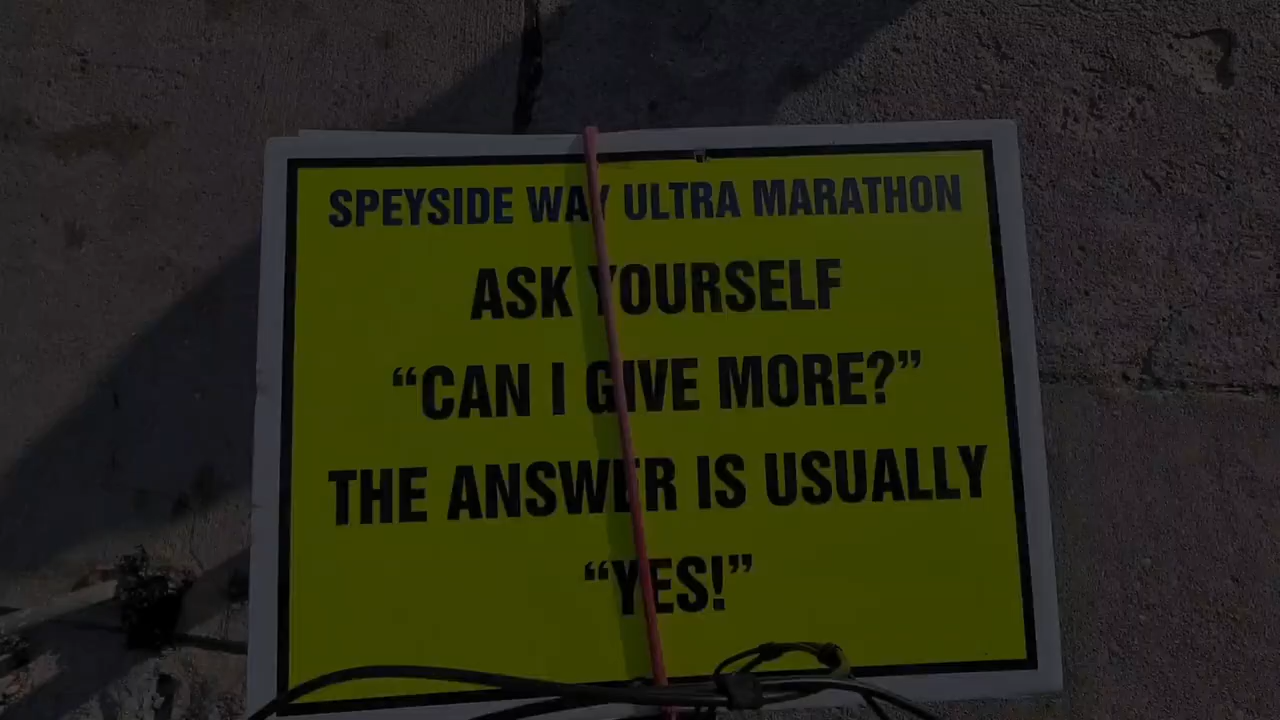 SPEYSIDE WAY ULTRA MARATHON
ASK YOURSELF
“CAN I GIVE MORE?”
THE ANSWER IS USUALLY
“YES!”